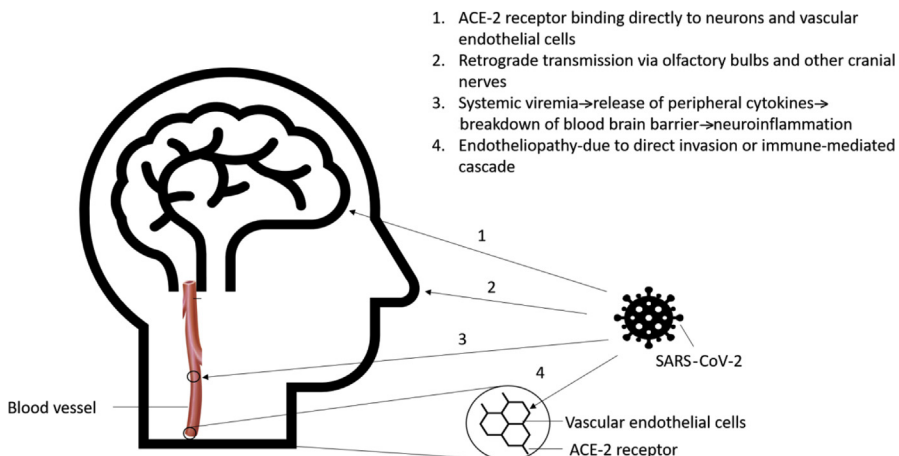 1. ACE-2 receptor binding directly to neurons and vascular
endothelial cells
2. Retrograde transmission via olfactory bulbs and other cranial
nerves
3. Systemic viremia→release of peripheral cytokines→
breakdown of blood brain barrier→neuroinflammation
4. Endotheliopathy-due to direct invasion or immune-mediated
cascade
1
2
3
SARS-CoV-2
4
Blood vessel
Vascular endothelial cells
ACE-2 receptor